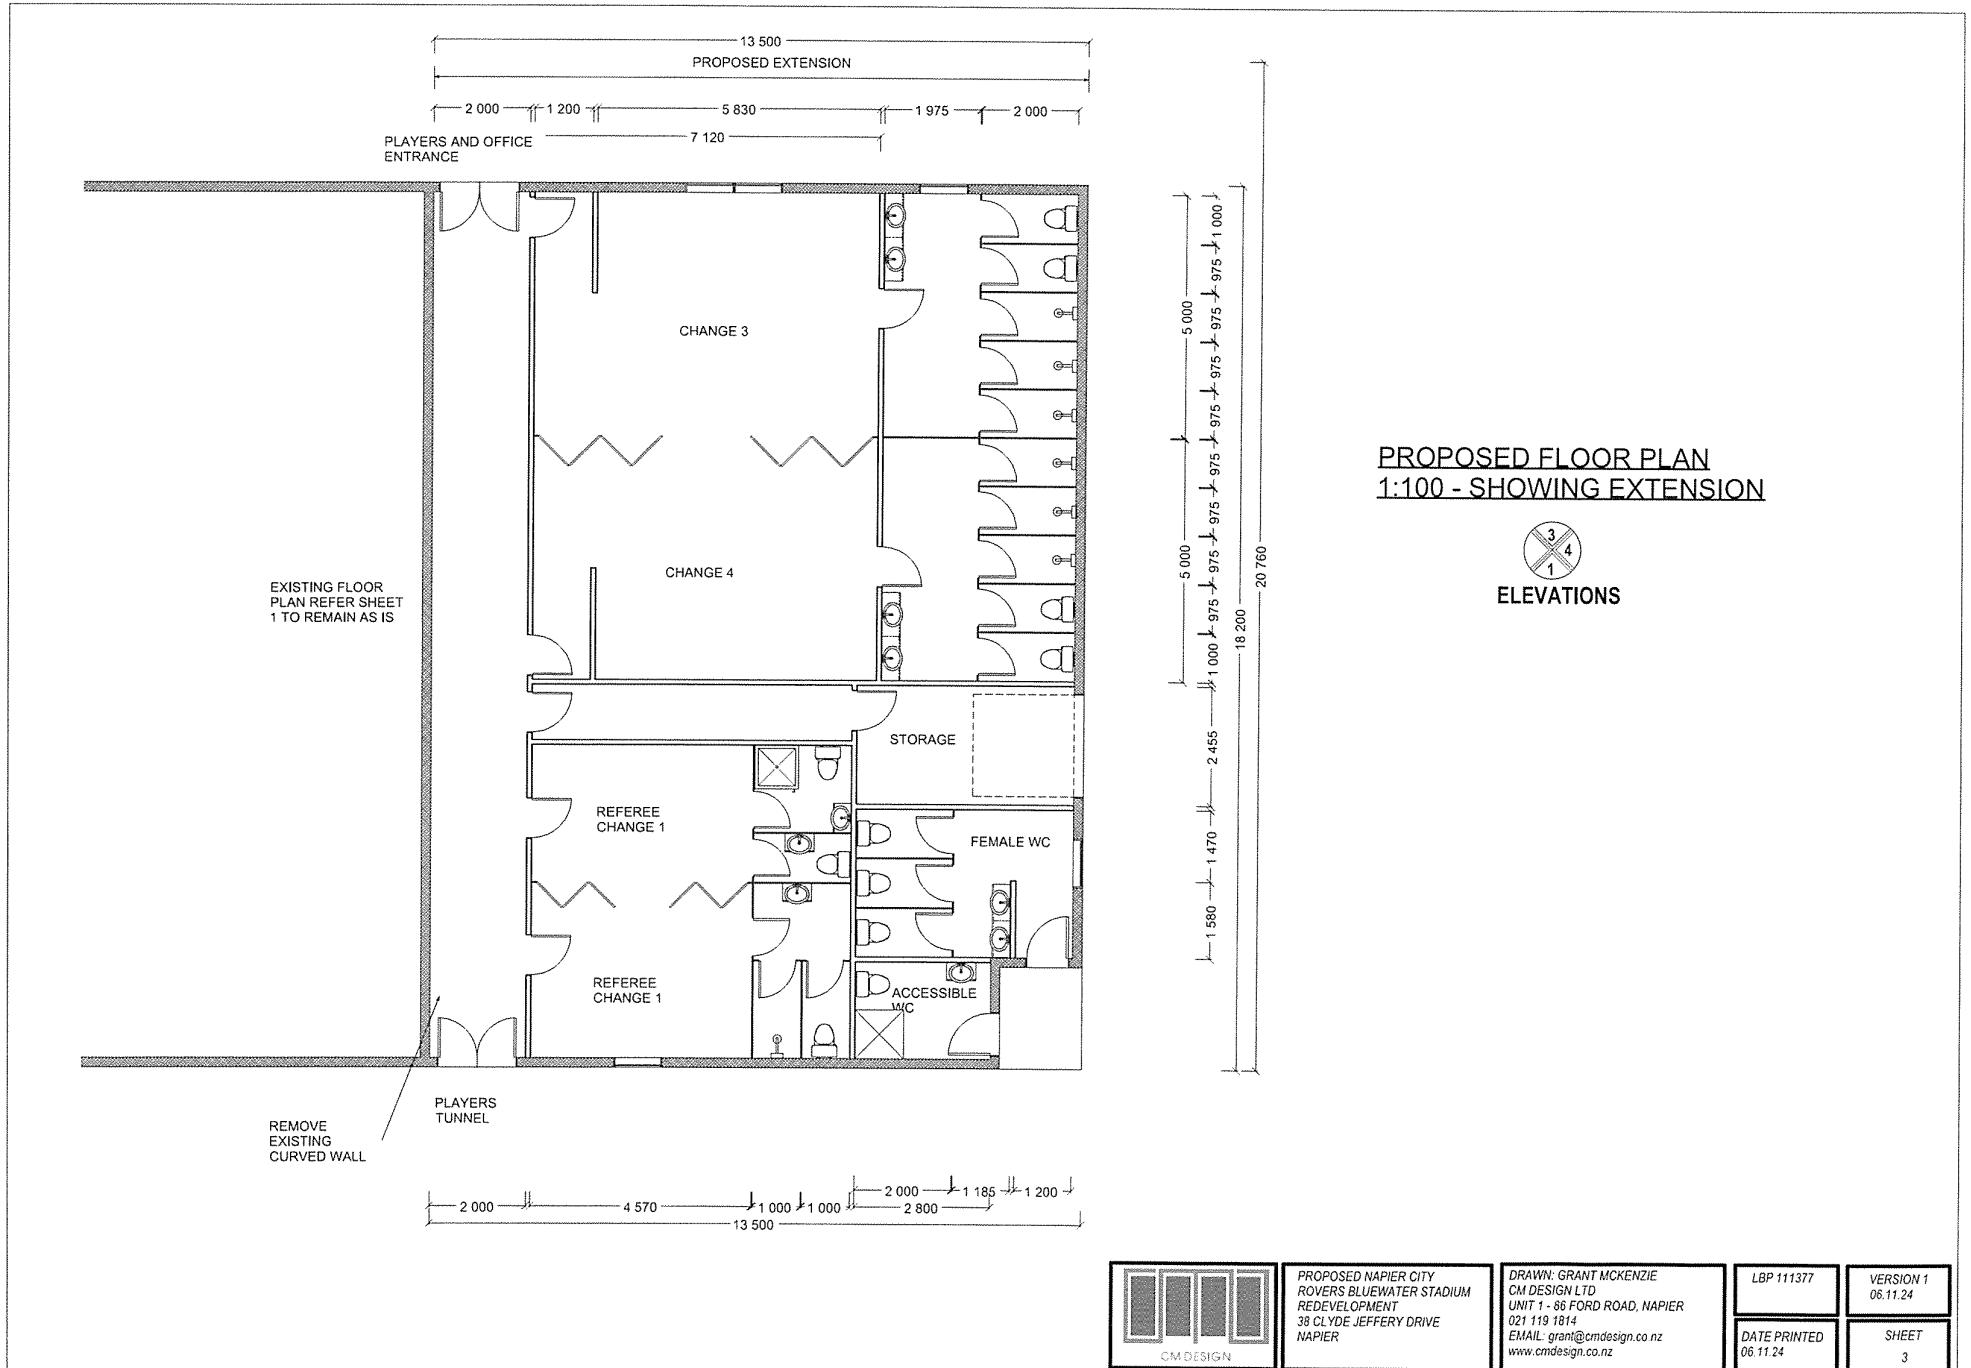 13 500
PROPOSED EXTENSION
2 000
1 200
5 830
1 975
2 000
7 120
PLAYERS AND OFFICE
ENTRANCE
CHANGE 3
CHANGE 4
EXISTING FLOOR
PLAN REFER SHEET
1 TO REMAIN AS IS
STORAGE
REFEREE
CHANGE 1
FEMALE WC
REFEREE
CHANGE 1
ACCESSIBLE
WC
PLAYERS
TUNNEL
REMOVE
EXISTING
CURVED WALL
1 000
975
975
975
975
975
975
975
975
1 000
5 000
5 000
2 455
1 470
1 580
18 200
20 760
2 000
4 570
1 000
1 000
2 000
1 185
1 200
2 800
13 500
PROPOSED FLOOR PLAN
1:100 - SHOWING EXTENSION
3
4
1
ELEVATIONS
CM DESIGN
PROPOSED NAPIER CITY
ROVERS BLUEWATER STADIUM
REDEVELOPMENT
38 CLYDE JEFFERY DRIVE
NAPIER
DRAWN: GRANT MCKENZIE
CM DESIGN LTD
UNIT 1 - 86 FORD ROAD, NAPIER
021 119 1814
EMAIL: grant@cmdesign.co.nz
www.cmdesign.co.nz
LBP 111377
DATE PRINTED
06.11.24
VERSION 1
06.11.24
SHEET
3